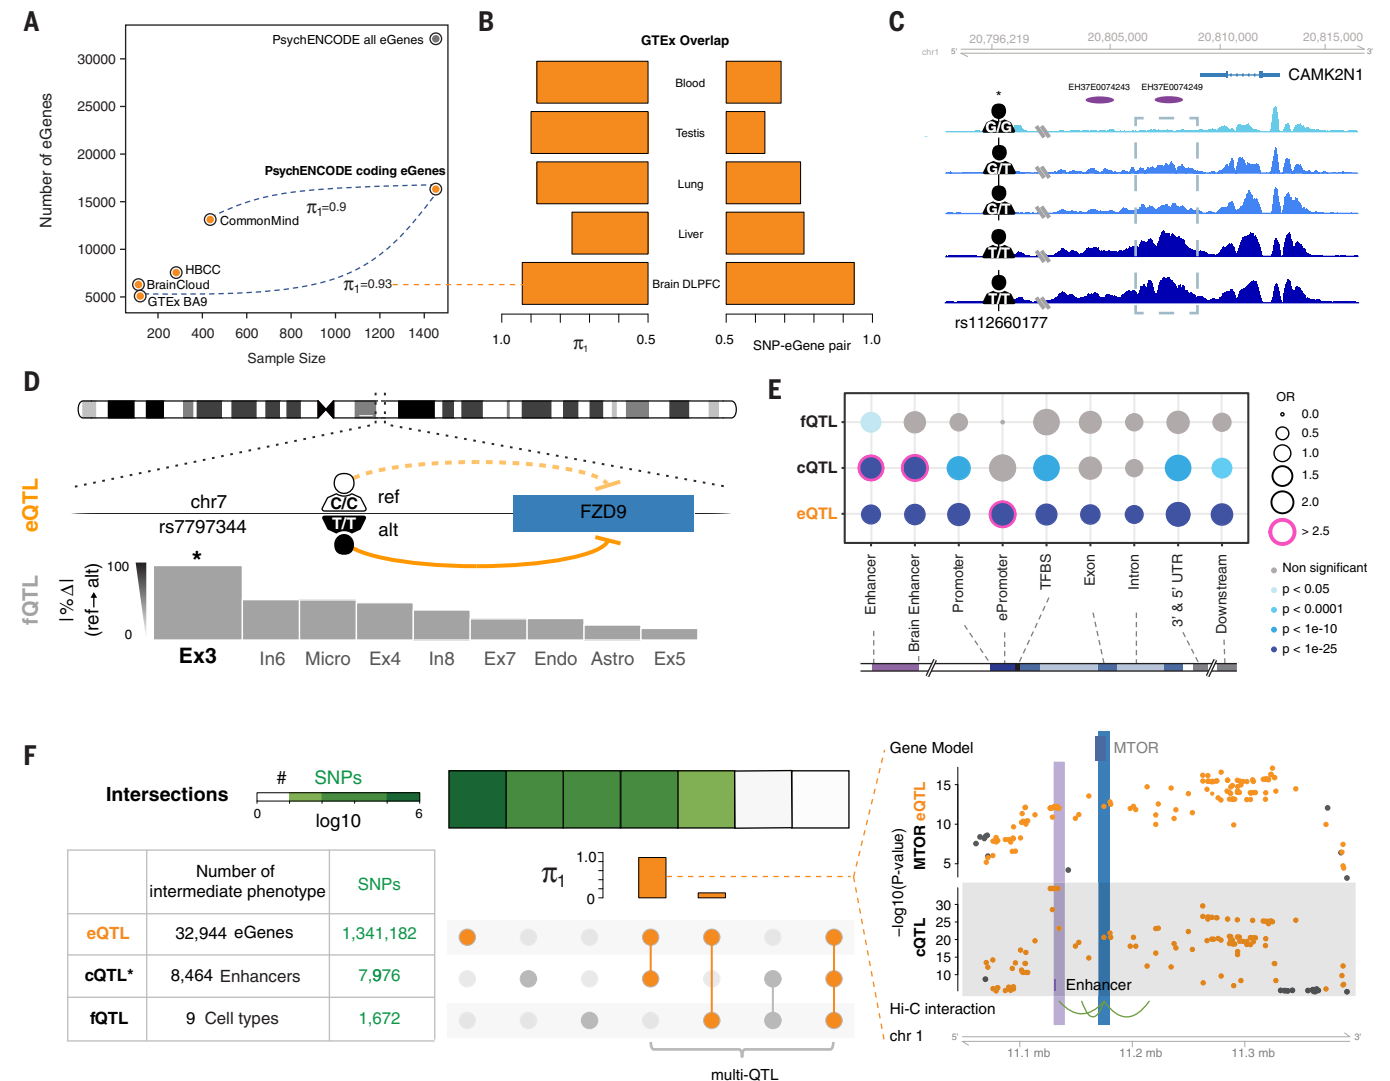 A
Number of eGenes
30000
25000
20000
15000
10000
5000
200
400
600
800
1000
1200
1400
Sample Size
PsychENCODE all eGenes
PsychENCODE coding eGenes
π1=0.9
CommonMind
HBCC
BrainCloud
GTEx BA9
π1=0.93
B
GTEx Overlap
Blood
Testis
Lung
Liver
Brain DLPFC
1.0
π1
0.5
0.5
SNP-eGene pair
1.0
C
20,796,219
20,805,000
20,810,000
20,815,000
chr1
5'
3'
CAMK2N1
EH37E0074243
EH37E0074249
*
G/G
G/T
G/T
T/T
T/T
rs112660177
D
eQTL
chr7
rs7797344
C/C
ref
T/T
alt
FZD9
fQTL
|%Δ|
(ref→alt)
100
0
*
Ex3
In6
Micro
Ex4
In8
Ex7
Endo
Astro
Ex5
E
fQTL
cQTL
eQTL
Enhancer
Brain Enhancer
Promoter
ePromoter
TFBS
Exon
Intron
3' & 5' UTR
Downstream
OR
0.0
0.5
1.0
1.5
2.0
> 2.5
Non significant
p < 0.05
p < 0.0001
p < 1e-10
p < 1e-25
F
Intersections
# SNPs
0
log10
6
Number of
intermediate phenotype
SNPs
eQTL
32,944 eGenes
1,341,182
cQTL*
8,464 Enhancers
7,976
fQTL
9 Cell types
1,672
π1
1.0
0
multi-QTL
Gene Model
MTOR
−log10(P-value)
MTOR eQTL
15
10
5
cQTL
30
25
20
15
10
Enhancer
Hi-C interaction
chr 1
5'
3'
11.1 mb
11.2 mb
11.3 mb